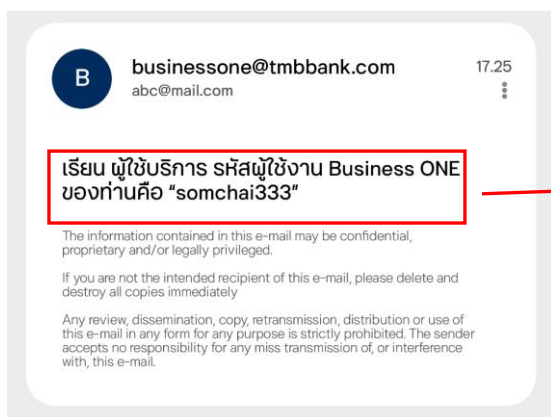 B
businessone@tmbbank.com
17.25
abc@mail.com
เรียน ผู้ใช้บริการ รหัสผู้ใช้งาน Business ONE
ของท่านคือ “somchai333”
The information contained in this e-mail may be confidential,
proprietary and/or legally privileged.
If you are not the intended recipient of this e-mail, please delete and
destroy all copies immediately
Any review, dissemination, copy, retransmission, distribution or use of
this e-mail in any form for any purpose is strictly prohibited. The sender
accepts no responsibility for any miss transmission of, or interference
with, this e-mail.